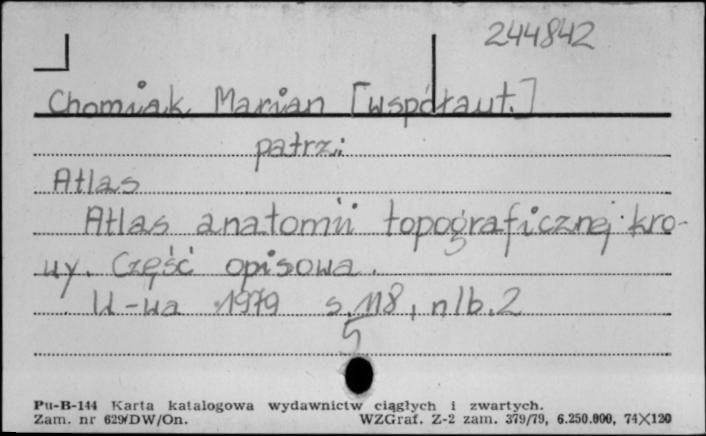 244842
Chomiak Marian [współaut.]
patrz:
Atlas
Atlas anatomii topograficznej kro-
wy. Część opisowa.
W-wa 1979 s. 118, nlb. 2
5
Pu-B-144 Karta katalogowa wydawnictw ciągłych i zwartych.
Zam. nr 629/DW/On. WZGraf. Z-2 zam. 379/79, 6.250.000, 74X120